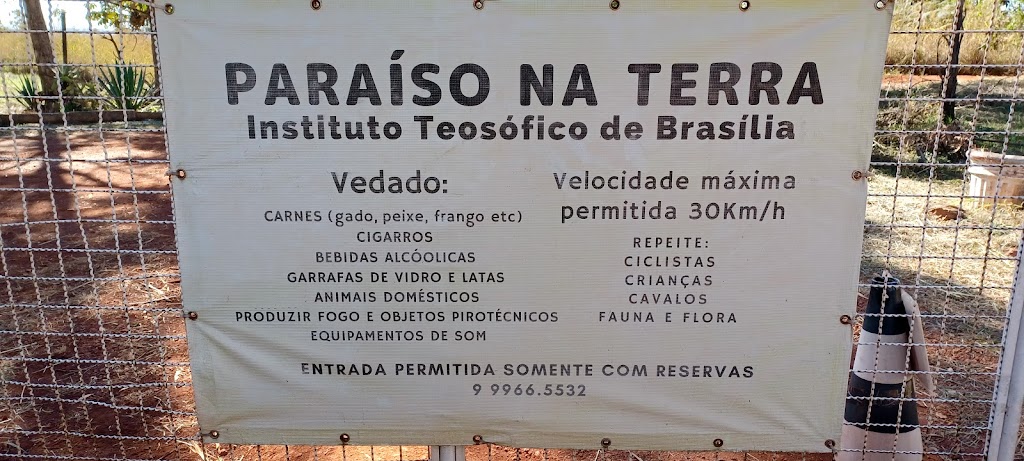 PARAÍSO NA TERRA
Instituto Teosófico de Brasília
Vedado:
CARNES (gado, peixe, frango etc)
CIGARROS
BEBIDAS ALCÓOLICAS
GARRAFAS DE VIDRO E LATAS
ANIMAIS DOMÉSTICOS
PRODUZIR FOGO E OBJETOS PIROTÉCNICOS
EQUIPAMENTOS DE SOM
Velocidade máxima
permitida 30Km/h
REPEITE:
CICLISTAS
CRIANÇAS
CAVALOS
FAUNA E FLORA
ENTRADA PERMITIDA SOMENTE COM RESERVAS
9 9966.5532